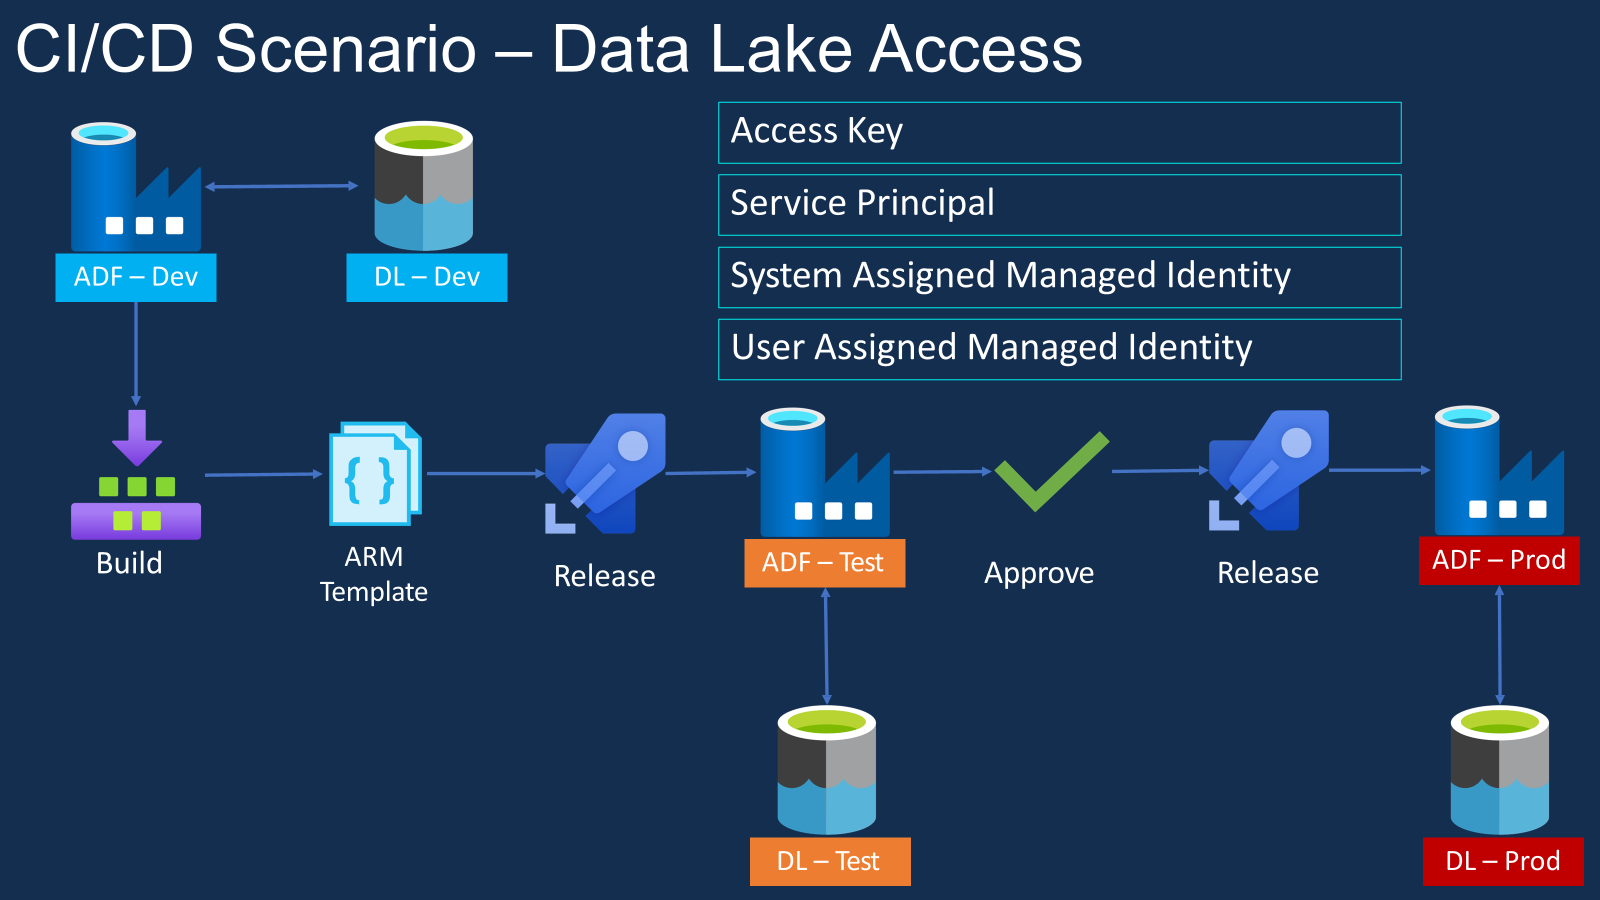 CI/CD Scenario – Data Lake Access
Access Key
Service Principal
System Assigned Managed Identity
User Assigned Managed Identity
ADF – Dev
DL – Dev
{ }
Build
ARM
Template
Release
ADF – Test
Approve
Release
ADF – Prod
DL – Test
DL – Prod